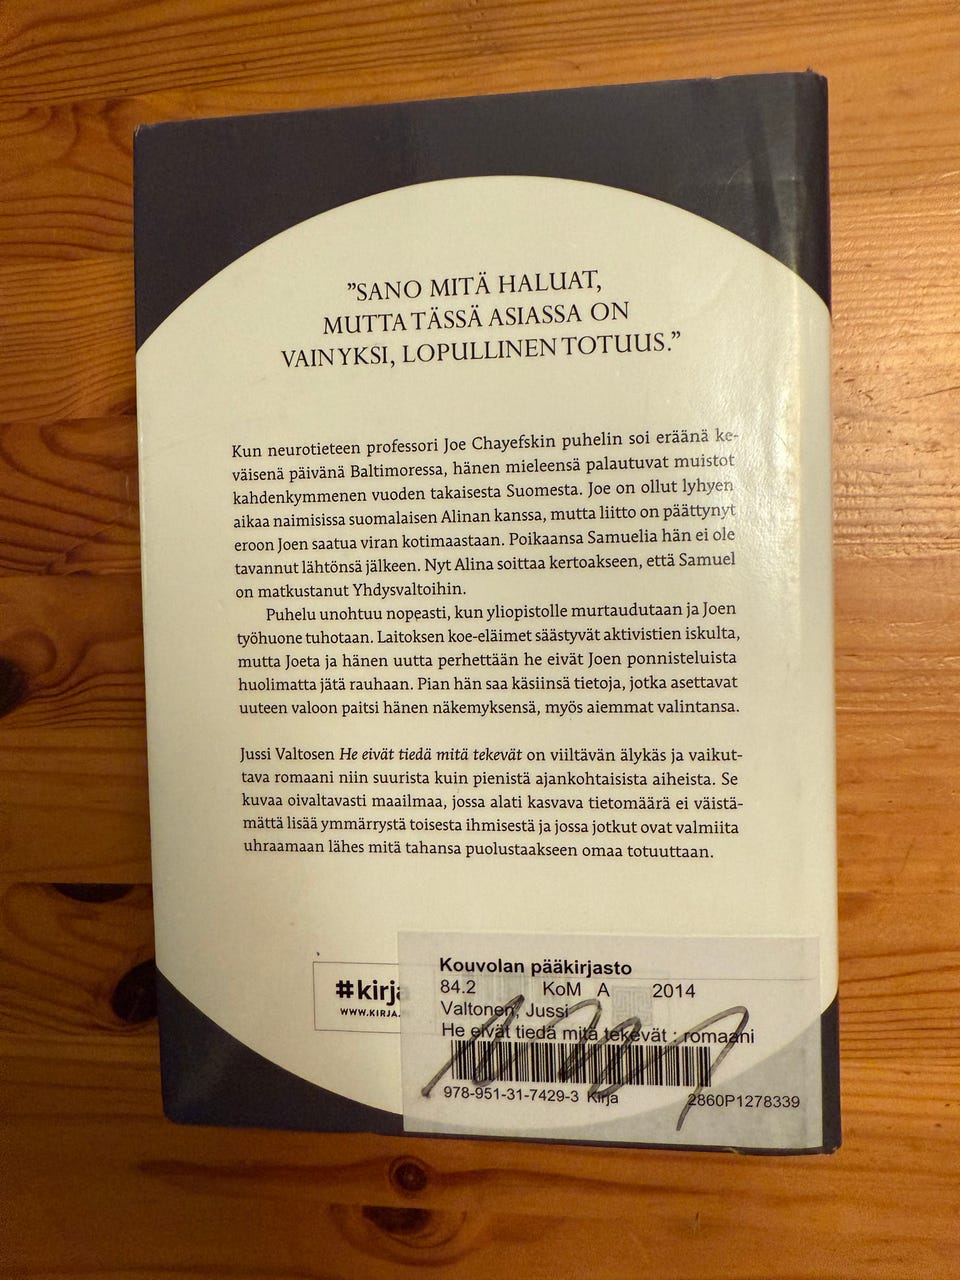 ”SANO MITÄ HALUAT,
MUTTA TÄSSÄ ASIASSA ON
VAIN YKSI, LOPULLINEN TOTUUS.”
Kun neurotieteen professori Joe Chayefskin puhelin soi eräänä ke-
väisenä päivänä Baltimoressa, hänen mieleensä palautuvat muistot
kahdenkymmenen vuoden takaisesta Suomesta. Joe on ollut lyhyen
aikaa naimisissa suomalaisen Alinan kanssa, mutta liitto on päättynyt
eroon Joen saatua viran kotimaastaan. Poikaansa Samuelia hän ei ole
tavannut lähtönsä jälkeen. Nyt Alina soittaa kertoakseen, että Samuel
on matkustanut Yhdysvaltoihin.
Puhelu unohtuu nopeasti, kun yliopistolle murtaudutaan ja Joen
työhuone tuhotaan. Laitoksen koe-eläimet säästyvät aktivistien iskulta,
mutta Joeta ja hänen uutta perhettään he eivät Joen ponnisteluista
huolimatta jätä rauhaan. Pian hän saa käsiinsä tietoja, jotka asettavat
uuteen valoon paitsi hänen näkemyksensä, myös aiemmat valintansa.
Jussi Valtosen He eivät tiedä mitä tekevät on viiltävän älykäs ja vaikut-
tava romaani niin suurista kuin pienistä ajankohtaisista aiheista. Se
kuvaa oivaltavasti maailmaa, jossa alati kasvava tietomäärä ei väistä-
mättä lisää ymmärrystä toisesta ihmisestä ja jossa jotkut ovat valmiita
uhraamaan lähes mitä tahansa puolustaakseen omaa totuuttaan.
#kirja
WWW.KIRJA.
Kouvolan pääkirjasto
84.2 KoM A 2014
Valtonen, Jussi
He eivät tiedä mitä tekevät : romaani
978-951-31-7429-3 Kirja 2860P1278339